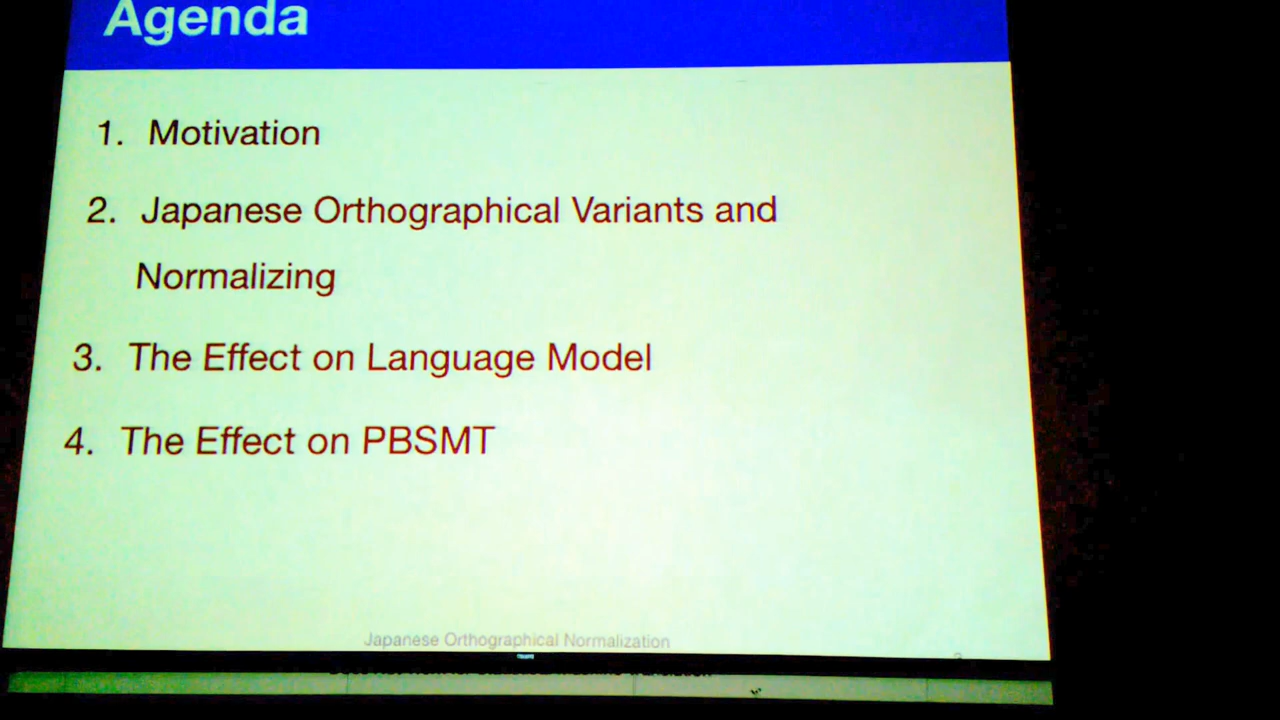 Agenda
1. Motivation
2. Japanese Orthographical Variants and
Normalizing
3. The Effect on Language Model
4. The Effect on PBSMT
Japanese Orthographical Normalization